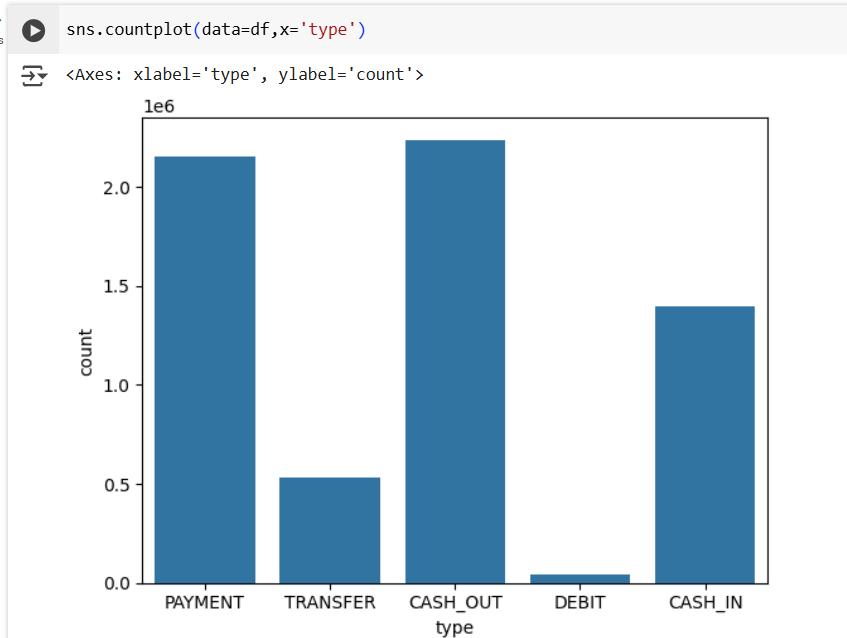 sns.countplot(data=df,x='type')
<Axes: xlabel='type', ylabel='count'>
1e6
2.0
1.5
1.0
0.5
0.0
count
PAYMENT TRANSFER CASH_OUT DEBIT CASH_IN
type